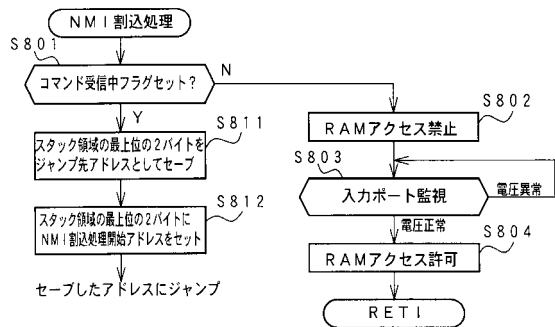 NMI割込処理
S801
コマンド受信中フラグセット?
N
Y
S802
RAMアクセス禁止
S811
スタック領域の最上位の2バイトを
ジャンプ先アドレスとしてセーブ
S803
入力ポート監視
電圧異常
電圧正常
S812
スタック領域の最上位の2バイトに
NMI割込処理開始アドレスをセット
S804
RAMアクセス許可
セーブしたアドレスにジャンプ
RETI